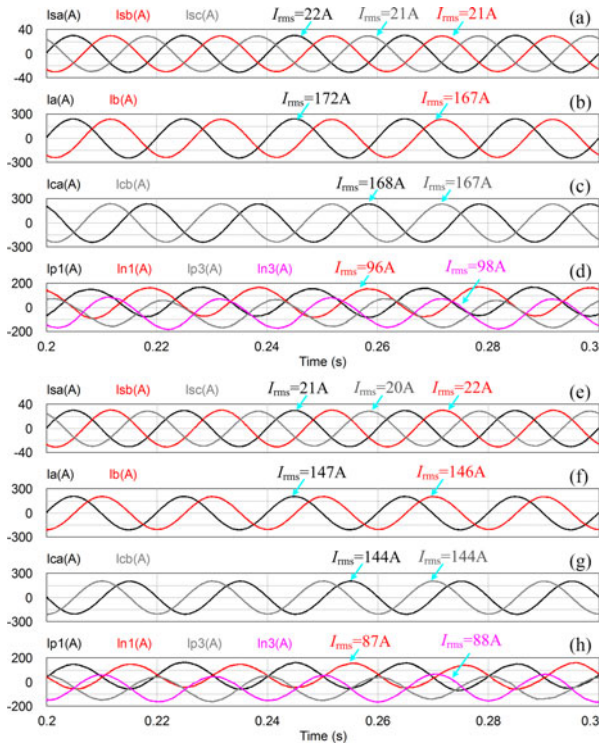 Isa(A) Isb(A) Isc(A) Irms=22A Irms=21A Irms=21A (a)
40
0
-40
Ia(A) Ib(A) Irms=172A Irms=167A (b)
300
0
-300
Ica(A) Icb(A) Irms=168A Irms=167A (c)
300
0
-300
Ip1(A) In1(A) Ip3(A) In3(A) Irms=96A Irms=98A (d)
200
0
-200
0.2 0.22 0.24 0.26 0.28 0.3
Time (s)
Isa(A) Isb(A) Isc(A) Irms=21A Irms=20A Irms=22A (e)
40
0
-40
Ia(A) Ib(A) Irms=147A Irms=146A (f)
300
0
-300
Ica(A) Icb(A) Irms=144A Irms=144A (g)
300
0
-300
Ip1(A) In1(A) Ip3(A) In3(A) Irms=87A Irms=88A (h)
200
0
-200
0.2 0.22 0.24 0.26 0.28 0.3
Time (s)